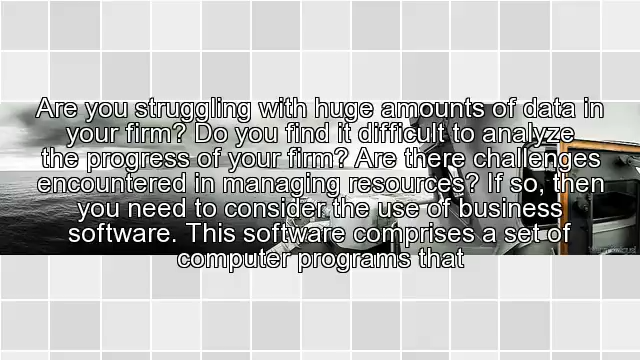 Are you struggling with huge amounts of data in
your firm? Do you find it difficult to analyze
the progress of your firm? Are there challenges
encountered in managing resources? If so, then
you need to consider the use of business
software. This software comprises a set of
computer programs that